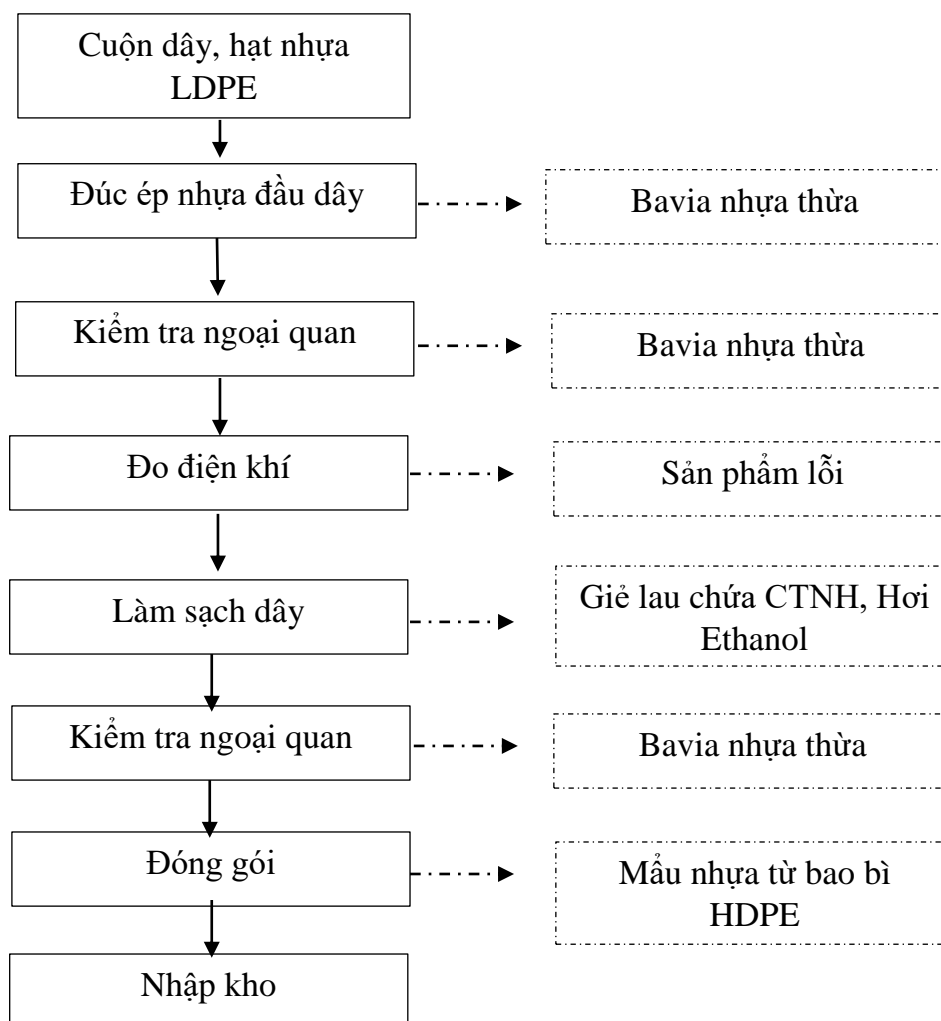 Cuộn dây, hạt nhựa
LDPE
Đúc ép nhựa đầu dây
Bavia nhựa thừa
Kiểm tra ngoại quan
Bavia nhựa thừa
Đo điện khí
Sản phẩm lỗi
Làm sạch dây
Giẻ lau chứa CTNH, Hơi
Ethanol
Kiểm tra ngoại quan
Bavia nhựa thừa
Đóng gói
Mẩu nhựa từ bao bì
HDPE
Nhập kho